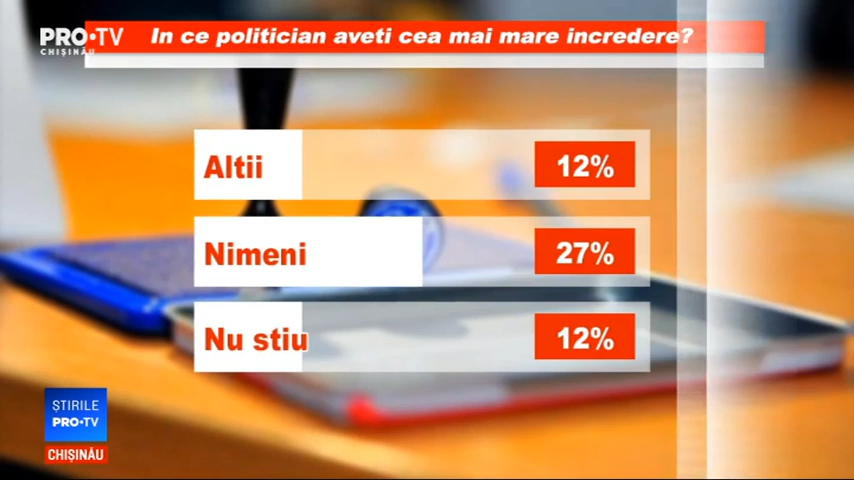 PRO•TV
CHIȘINĂU
In ce politician aveti cea mai mare incredere?
Altii 12%
Nimeni 27%
Nu stiu 12%
ȘTIRILE
PRO•TV
CHIȘINĂU